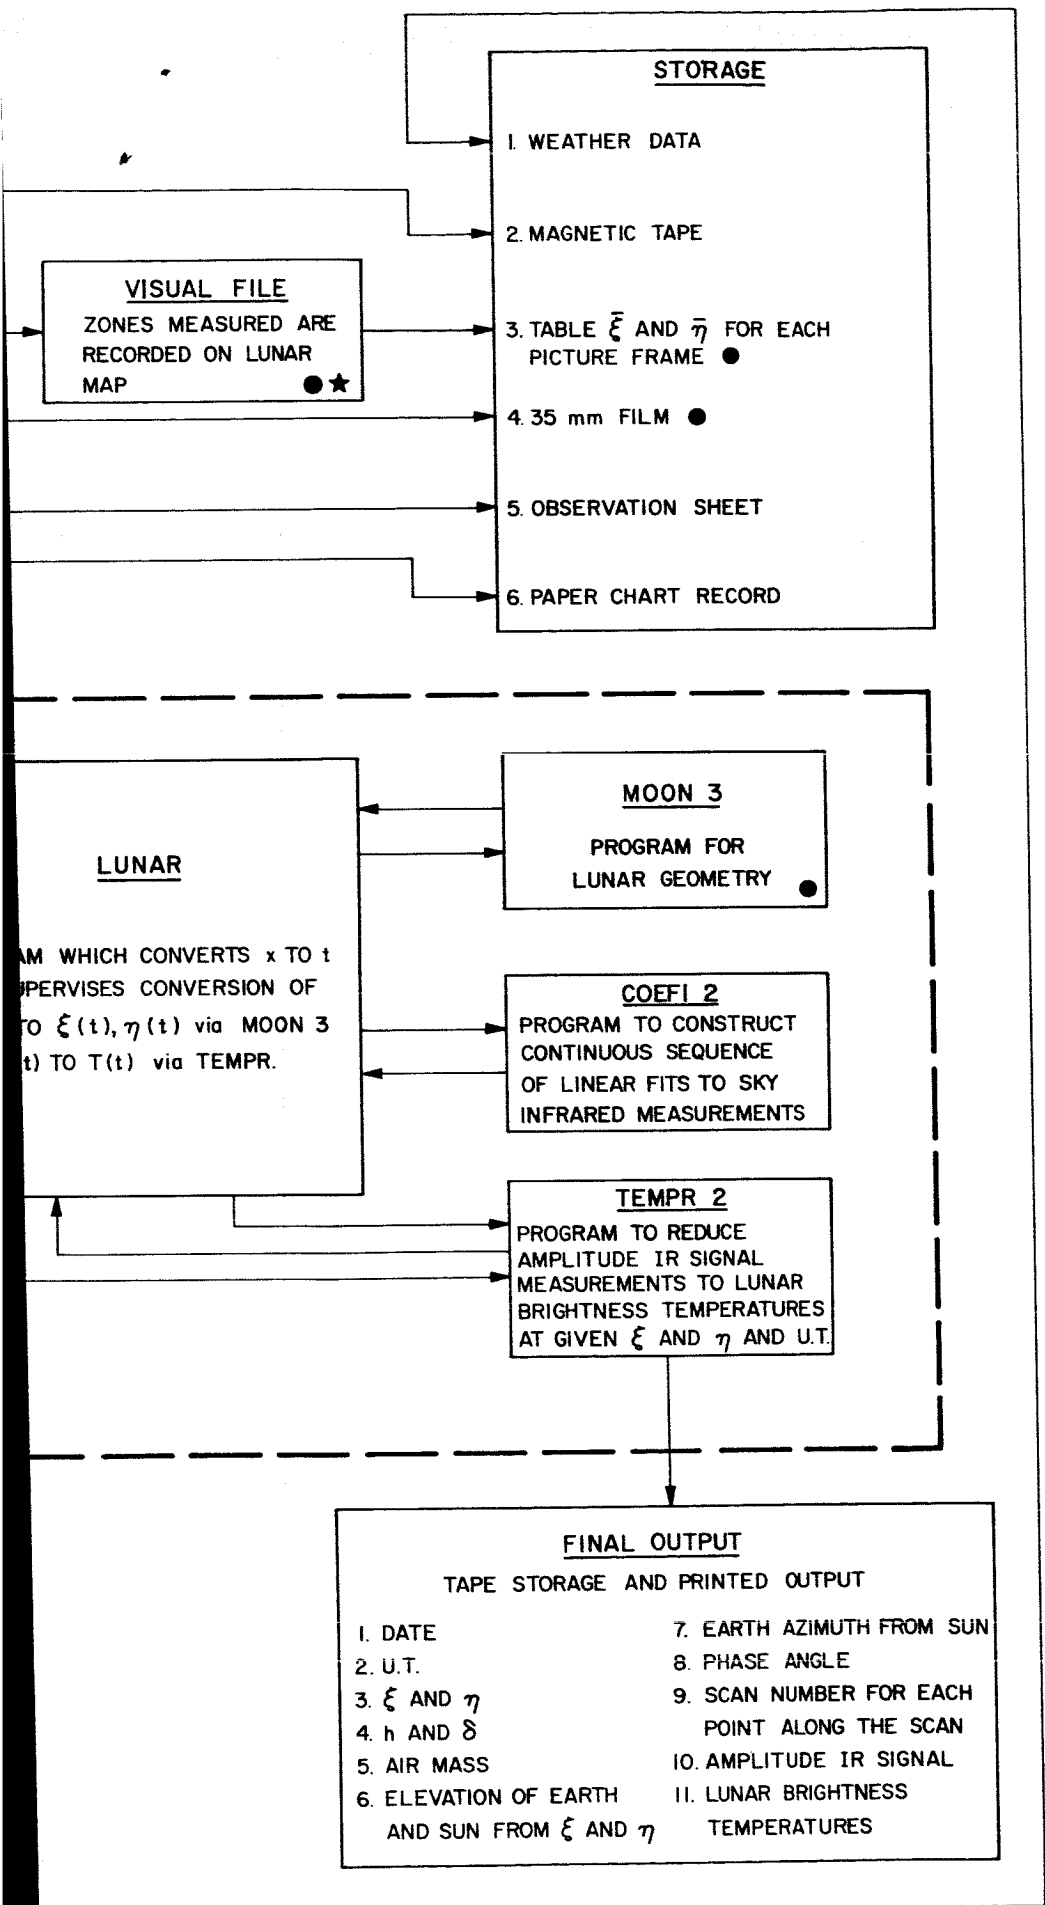 STORAGE
1. WEATHER DATA
2. MAGNETIC TAPE
3. TABLE ξ̄ AND η̄ FOR EACH
PICTURE FRAME ●
4. 35 mm FILM ●
5. OBSERVATION SHEET
6. PAPER CHART RECORD
VISUAL FILE
ZONES MEASURED ARE
RECORDED ON LUNAR
MAP ●★
LUNAR
AM WHICH CONVERTS x TO t
UPERVISES CONVERSION OF
TO ξ(t), η(t) via MOON 3
t) TO T(t) via TEMPR.
MOON 3
PROGRAM FOR
LUNAR GEOMETRY ●
COEFI 2
PROGRAM TO CONSTRUCT
CONTINUOUS SEQUENCE
OF LINEAR FITS TO SKY
INFRARED MEASUREMENTS
TEMPR 2
PROGRAM TO REDUCE
AMPLITUDE IR SIGNAL
MEASUREMENTS TO LUNAR
BRIGHTNESS TEMPERATURES
AT GIVEN ξ AND η AND U.T.
FINAL OUTPUT
TAPE STORAGE AND PRINTED OUTPUT
1. DATE
2. U.T.
3. ξ AND η
4. h AND δ
5. AIR MASS
6. ELEVATION OF EARTH
AND SUN FROM ξ AND η
7. EARTH AZIMUTH FROM SUN
8. PHASE ANGLE
9. SCAN NUMBER FOR EACH
POINT ALONG THE SCAN
10. AMPLITUDE IR SIGNAL
11. LUNAR BRIGHTNESS
TEMPERATURES